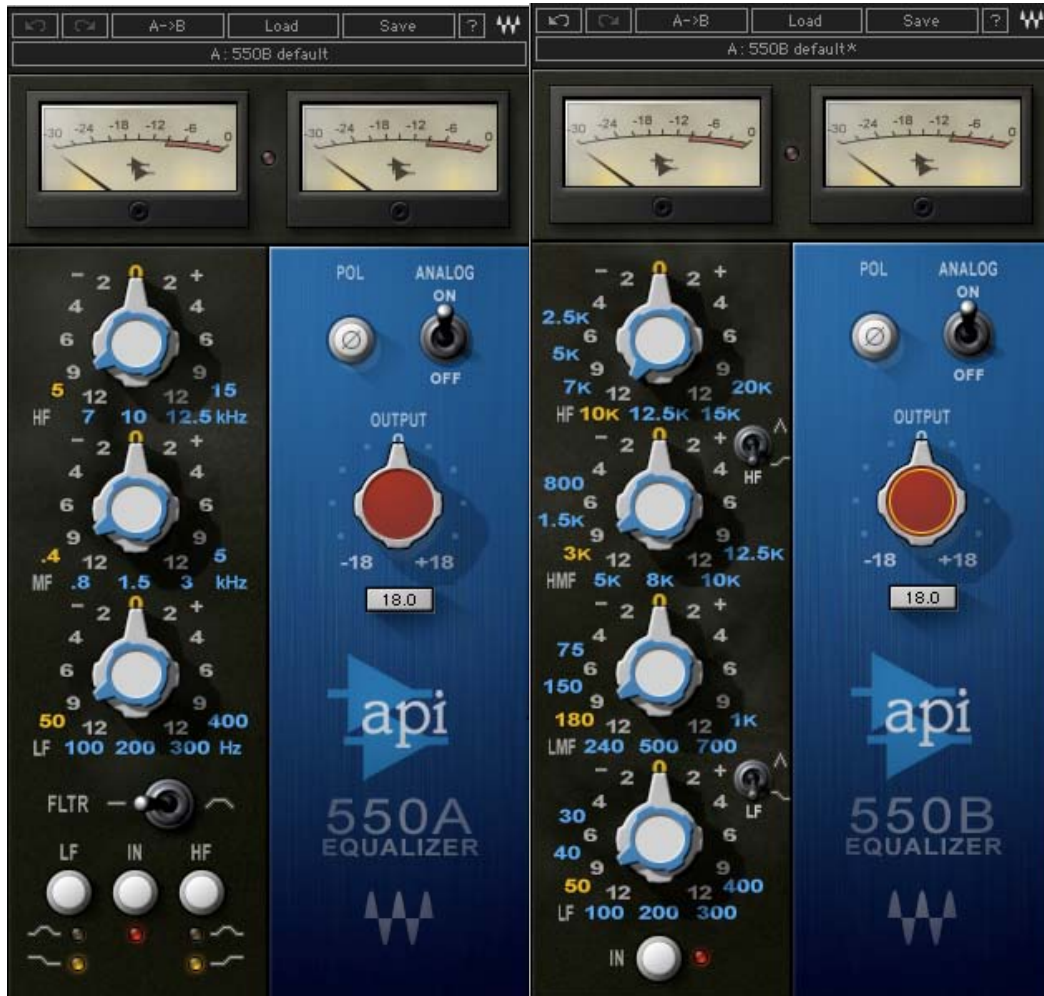 A->B Load Save ?
A: 550B default
-30 -24 -18 -12 -6 0
-30 -24 -18 -12 -6 0
POL ANALOG
ON
OFF
- 2 0 2 +
4 4
6 6
9 9
12 12
5 15
HF 7 10 12.5 kHz
OUTPUT
0
-18 +18
18.0
- 2 0 2 +
4 4
6 6
9 9
12 12
.4 5
MF .8 1.5 3 kHz
- 2 0 2 +
4 4
6 6
9 9
12 12
50 400
LF 100 200 300 Hz
FLTR
LF IN HF
api
550A
EQUALIZER
A->B Load Save ?
A: 550B default*
-30 -24 -18 -12 -6 0
-30 -24 -18 -12 -6 0
POL ANALOG
ON
OFF
- 2 0 2 +
4 4
2.5K
6 6
5K
9 9
7K 12 12 20K
HF 10K 12.5K 15K
HF
OUTPUT
0
-18 +18
18.0
- 2 0 2 +
4 4
800
6 6
1.5K
9 9
3K 12 12 12.5K
HMF 5K 8K 10K
- 2 0 2 +
4 4
75
6 6
150
9 9
180 12 12 1K
LMF 240 500 700
- 2 0 2 +
4 4
LF
30
6 6
40
9 9
50 12 12 400
LF 100 200 300
IN
api
550B
EQUALIZER